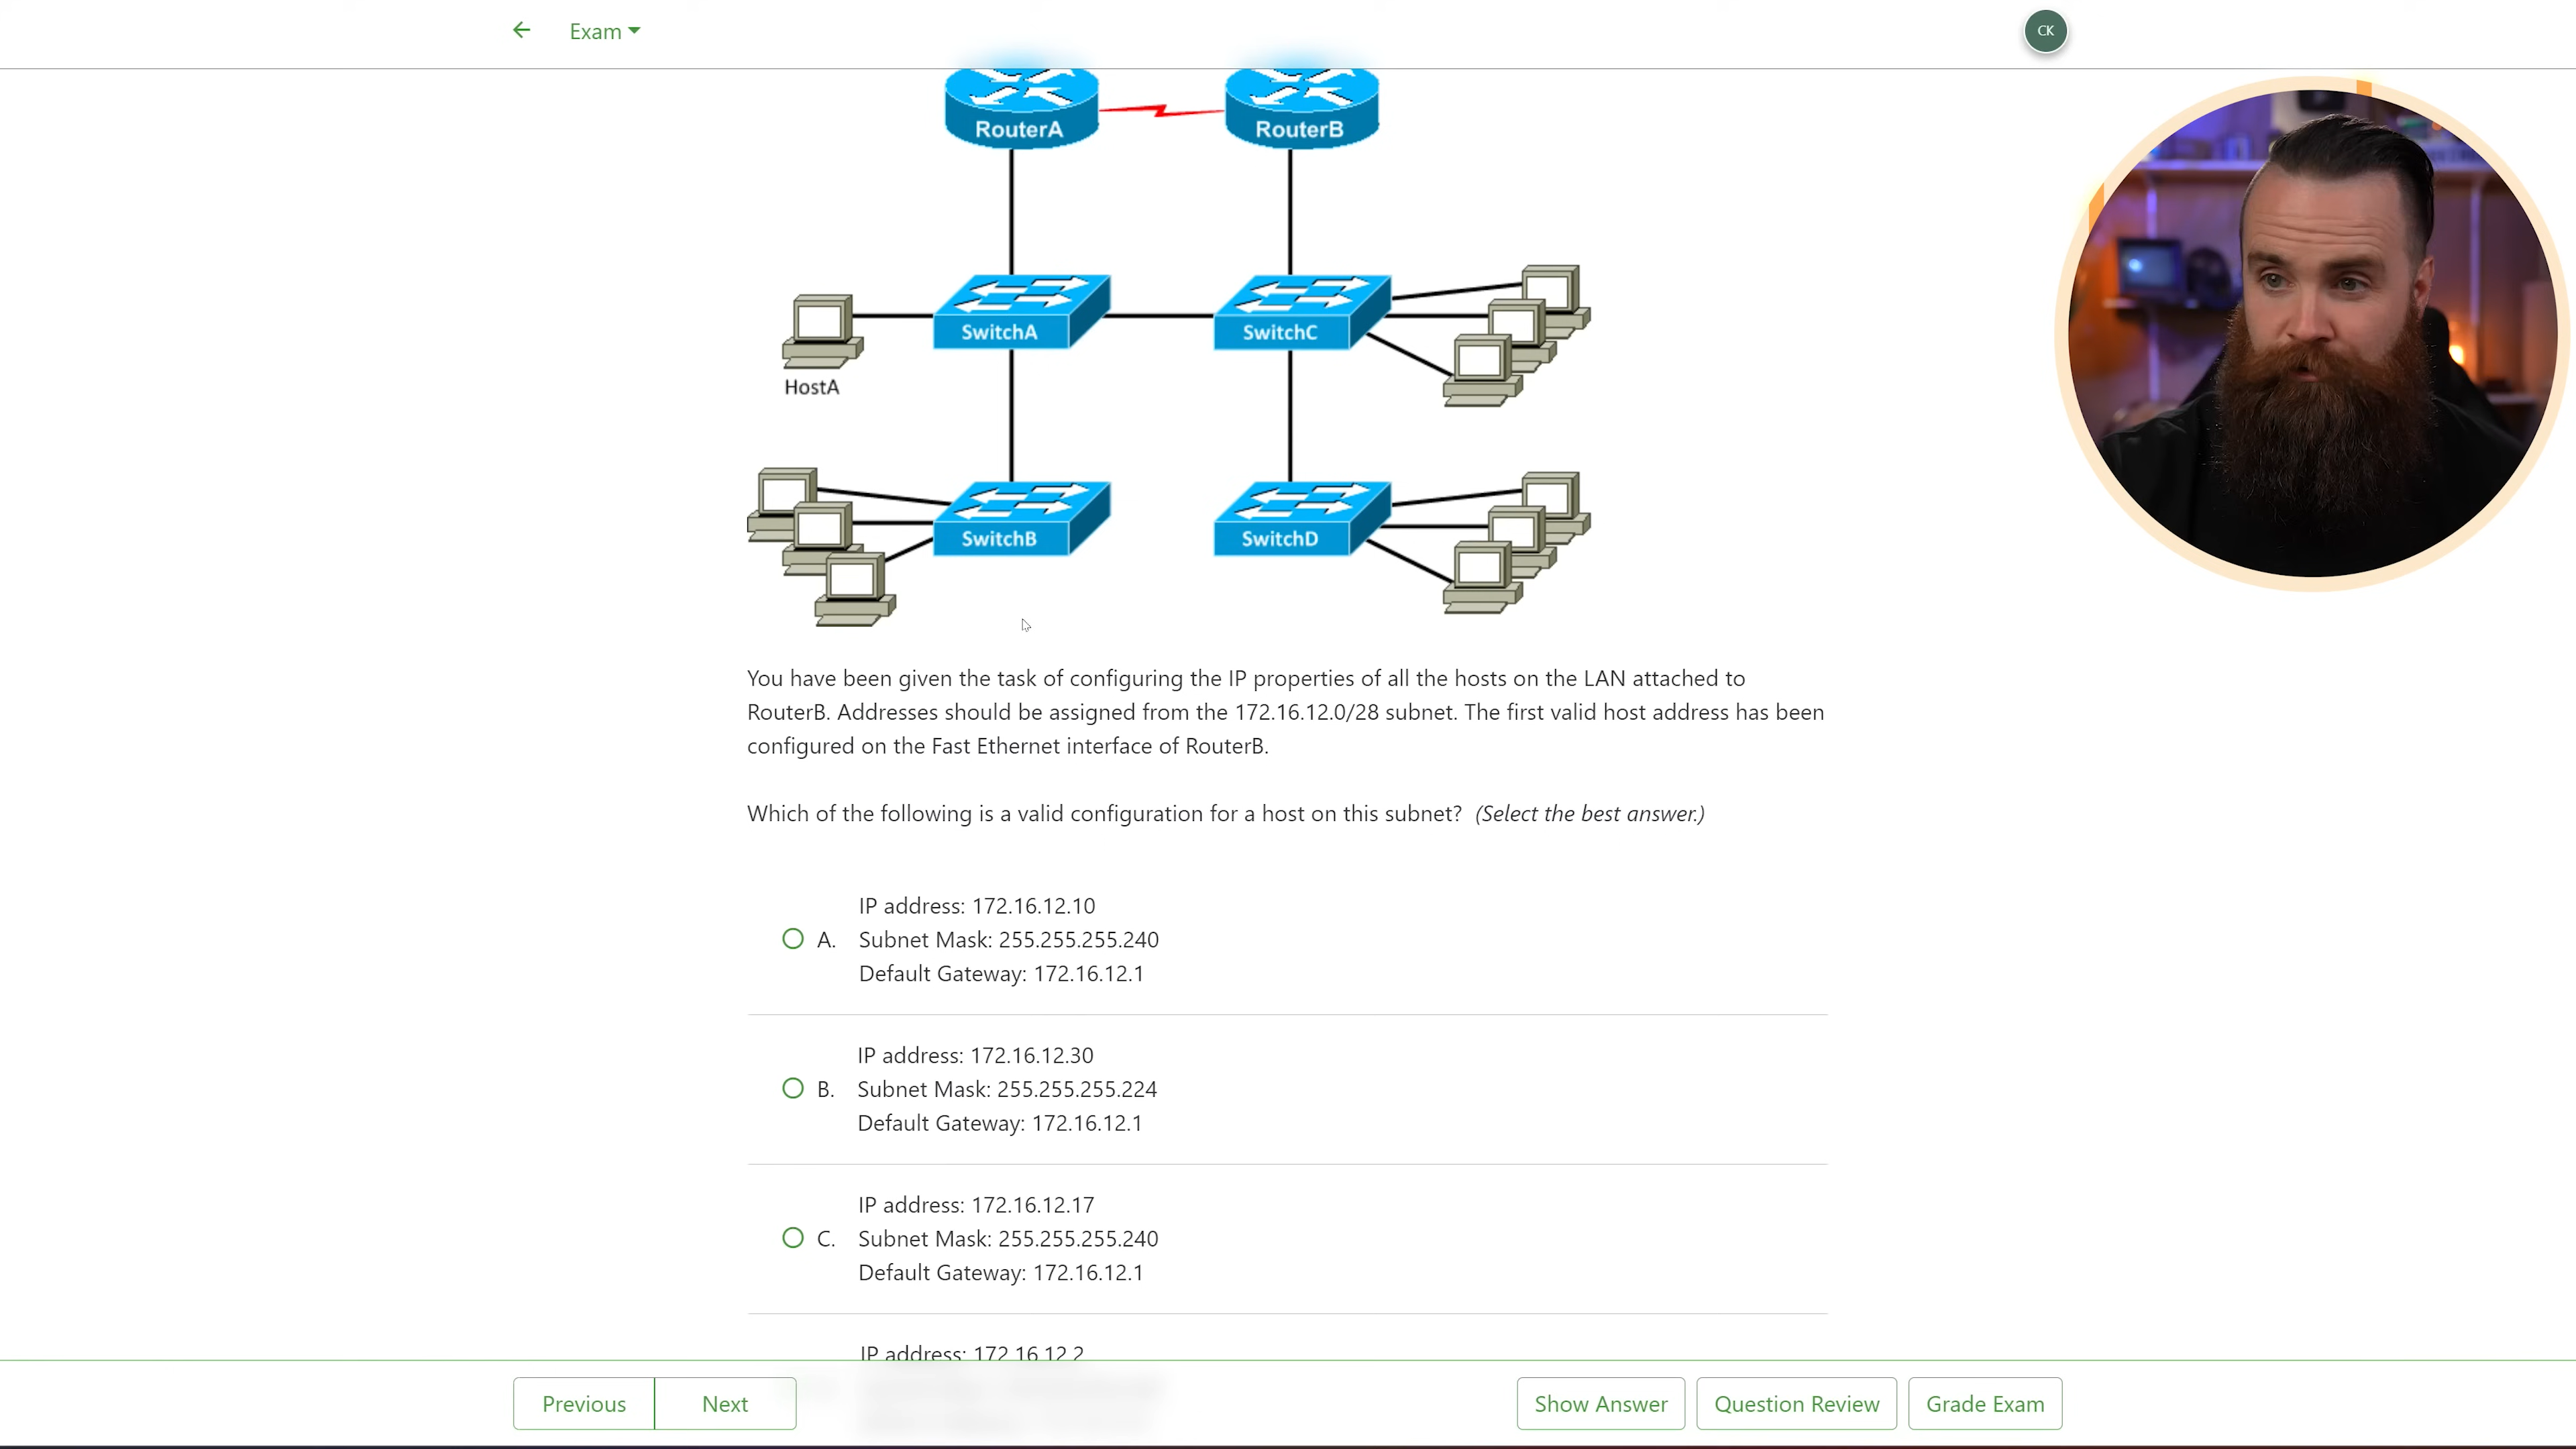 Exam
CK
RouterA
RouterB
SwitchA
SwitchC
HostA
SwitchB
SwitchD
You have been given the task of configuring the IP properties of all the hosts on the LAN attached to
RouterB. Addresses should be assigned from the 172.16.12.0/28 subnet. The first valid host address has been
configured on the Fast Ethernet interface of RouterB.
Which of the following is a valid configuration for a host on this subnet? (Select the best answer.)
IP address: 172.16.12.10
A. Subnet Mask: 255.255.255.240
Default Gateway: 172.16.12.1
IP address: 172.16.12.30
B. Subnet Mask: 255.255.255.224
Default Gateway: 172.16.12.1
IP address: 172.16.12.17
C. Subnet Mask: 255.255.255.240
Default Gateway: 172.16.12.1
IP address: 172.16.12.2
Previous
Next
Show Answer
Question Review
Grade Exam